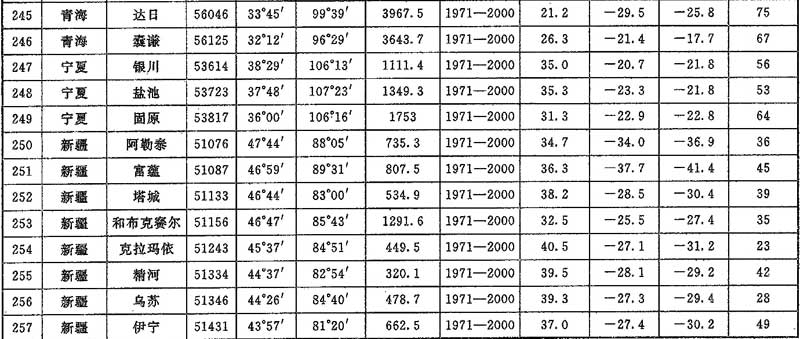 245 青海 达日 56046 33°45′ 99°39′ 3967.5 1971—2000 21.2 −29.5 −25.8 75
246 青海 囊谦 56125 32°12′ 96°29′ 3643.7 1971—2000 26.3 −21.4 −17.7 67
247 宁夏 银川 53614 38°29′ 106°13′ 1111.4 1971—2000 35.0 −20.7 −21.8 56
248 宁夏 盐池 53723 37°48′ 107°23′ 1349.3 1971—2000 35.3 −23.3 −21.8 53
249 宁夏 固原 53817 36°00′ 106°16′ 1753 1971—2000 31.3 −22.9 −22.8 64
250 新疆 阿勒泰 51076 47°44′ 88°05′ 735.3 1971—2000 34.7 −34.0 −36.9 36
251 新疆 富蕴 51087 46°59′ 89°31′ 807.5 1971—2000 36.3 −37.7 −41.4 45
252 新疆 塔城 51133 46°44′ 83°00′ 534.9 1971—2000 38.2 −28.5 −30.4 39
253 新疆 和布克赛尔 51156 46°47′ 85°43′ 1291.6 1971—2000 32.5 −25.5 −27.4 35
254 新疆 克拉玛依 51243 45°37′ 84°51′ 449.5 1971—2000 40.5 −27.1 −31.2 23
255 新疆 精河 51334 44°37′ 82°54′ 320.1 1971—2000 39.5 −28.1 −29.2 42
256 新疆 乌苏 51346 44°26′ 84°40′ 478.7 1971—2000 39.3 −27.3 −29.4 28
257 新疆 伊宁 51431 43°57′ 81°20′ 662.5 1971—2000 37.0 −27.4 −30.2 49